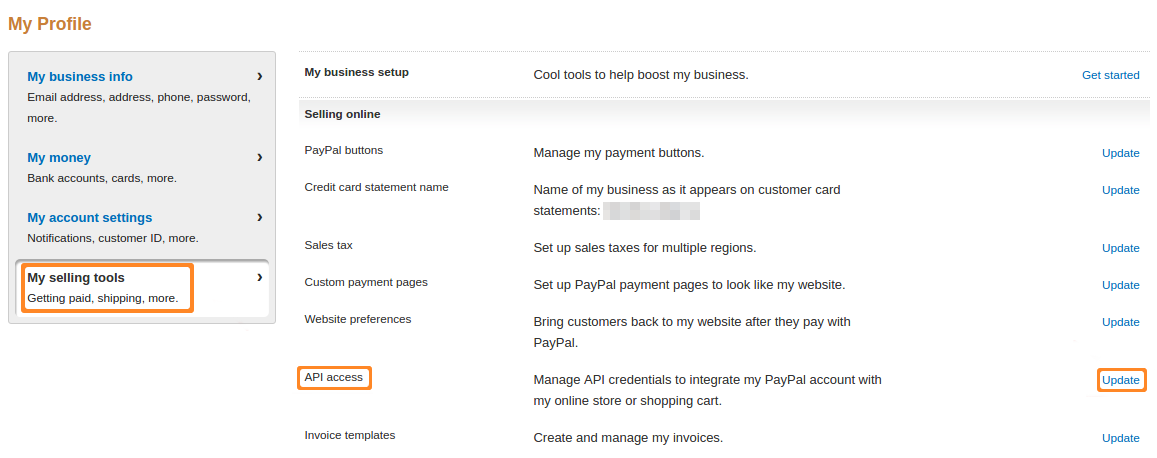 My Profile
My business info
Email address, address, phone, password,
more.
My money
Bank accounts, cards, more.
My account settings
Notifications, customer ID, more.
My selling tools
Getting paid, shipping, more.
My business setup Cool tools to help boost my business. Get started
Selling online
PayPal buttons Manage my payment buttons. Update
Credit card statement name Name of my business as it appears on customer card Update
statements:
Sales tax Set up sales taxes for multiple regions. Update
Custom payment pages Set up PayPal payment pages to look like my website. Update
Website preferences Bring customers back to my website after they pay with Update
PayPal.
API access Manage API credentials to integrate my PayPal account with Update
my online store or shopping cart.
Invoice templates Create and manage my invoices. Update